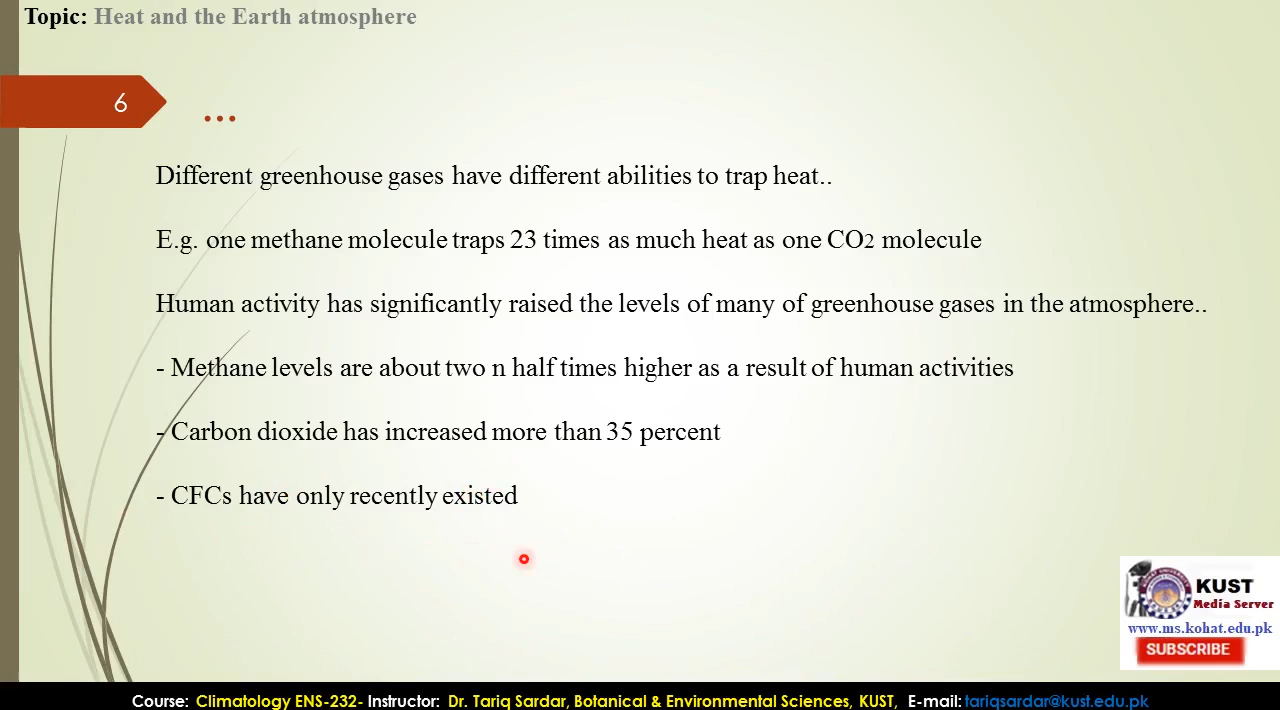 Topic: Heat and the Earth atmosphere
6
...
Different greenhouse gases have different abilities to trap heat..
E.g. one methane molecule traps 23 times as much heat as one CO2 molecule
Human activity has significantly raised the levels of many of greenhouse gases in the atmosphere..
- Methane levels are about two n half times higher as a result of human activities
- Carbon dioxide has increased more than 35 percent
- CFCs have only recently existed
KUST
Media Server
www.ms.kohat.edu.pk
SUBSCRIBE
Course: Climatology ENS-232- Instructor: Dr. Tariq Sardar, Botanical & Environmental Sciences, KUST, E-mail: tariqsardar@kust.edu.pk